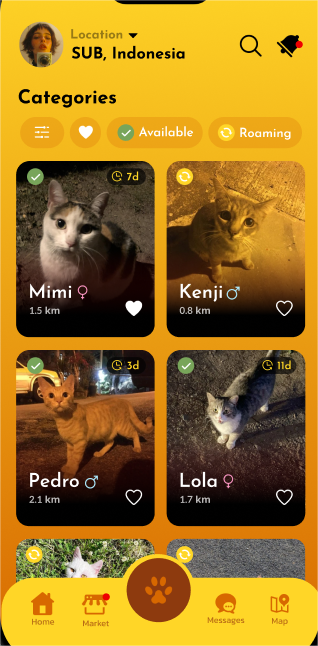 Location
SUB, Indonesia
Categories
Available
Roaming
7d
Mimi ♀
1.5 km
Kenji ♂
0.8 km
3d
Pedro ♂
2.1 km
11d
Lola ♀
1.7 km
Home
Market
Messages
Map